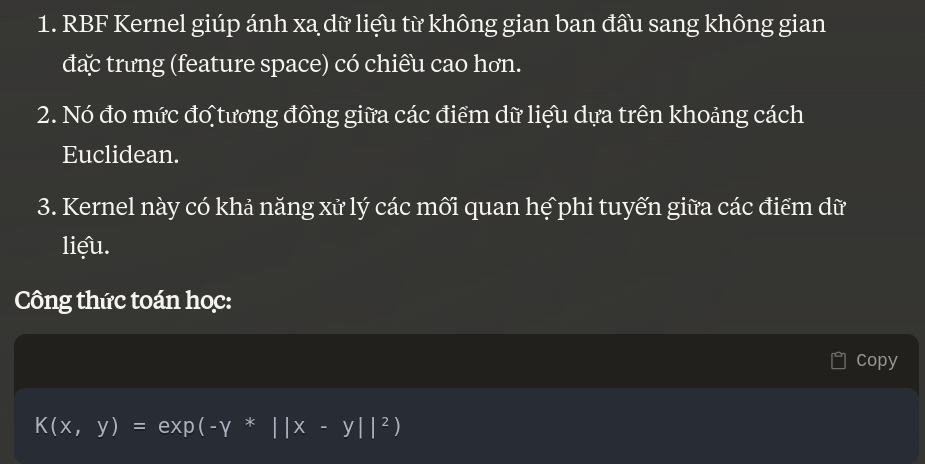 1. RBF Kernel giúp ánh xạ dữ liệu từ không gian ban đầu sang không gian
đặc trưng (feature space) có chiều cao hơn.
2. Nó đo mức độ tương đồng giữa các điểm dữ liệu dựa trên khoảng cách
Euclidean.
3. Kernel này có khả năng xử lý các mối quan hệ phi tuyến giữa các điểm dữ
liệu.
Công thức toán học:
Copy
K(x, y) = exp(-γ * ||x - y||²)